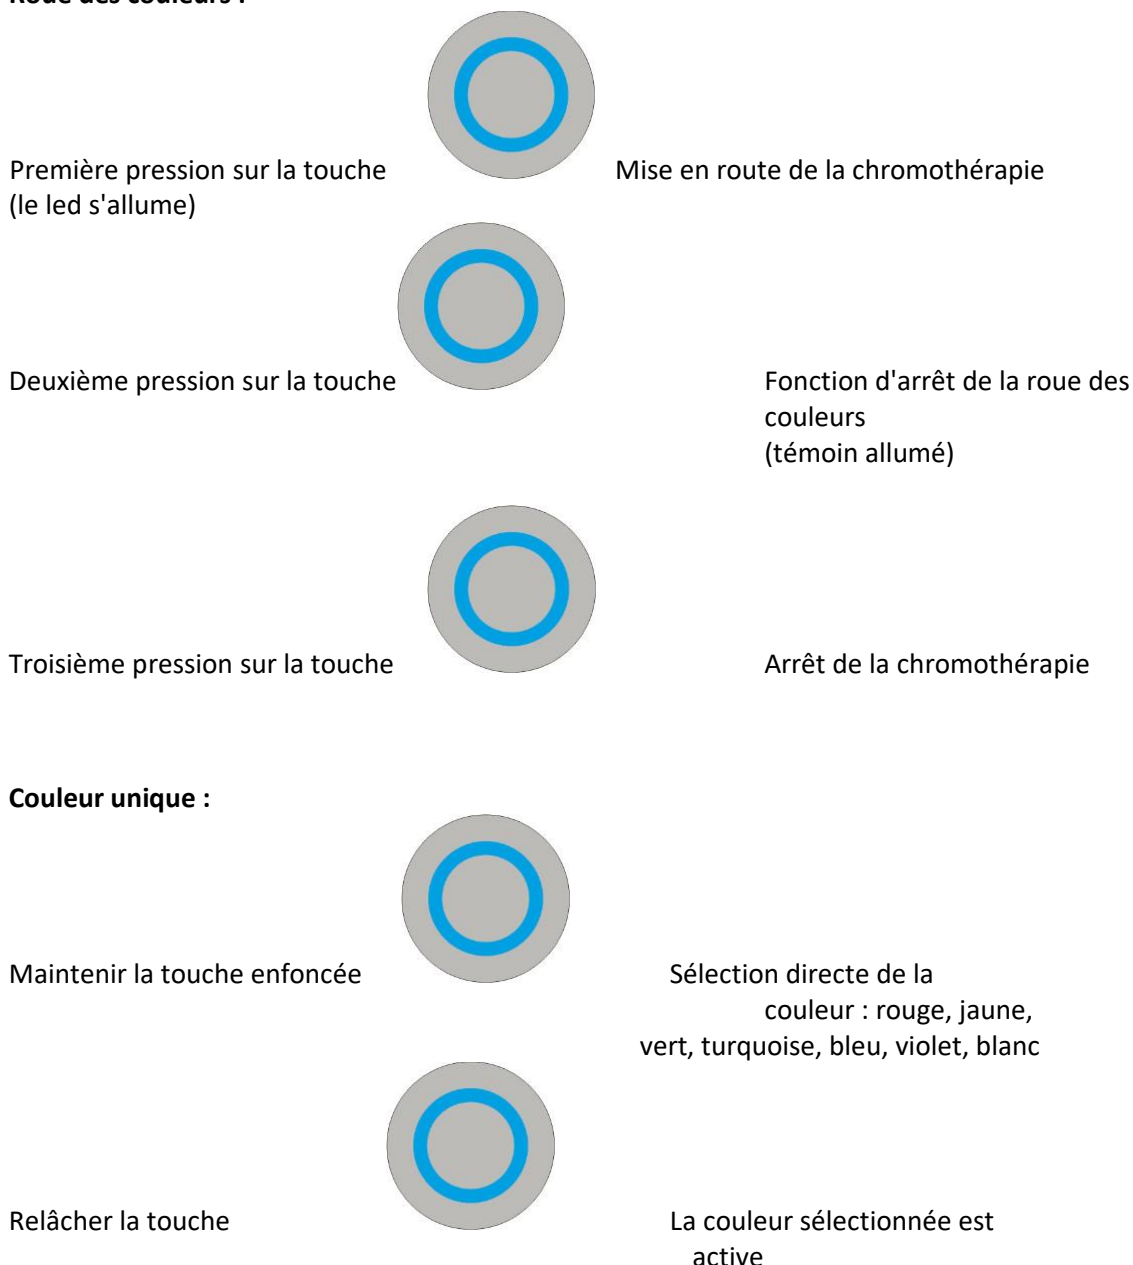 Roue des couleurs :
Première pression sur la touche Mise en route de la chromothérapie
(le led s'allume)
Deuxième pression sur la touche Fonction d'arrêt de la roue des
couleurs
(témoin allumé)
Troisième pression sur la touche Arrêt de la chromothérapie
Couleur unique :
Maintenir la touche enfoncée Sélection directe de la
couleur : rouge, jaune,
vert, turquoise, bleu, violet, blanc
Relâcher la touche La couleur sélectionnée est
active